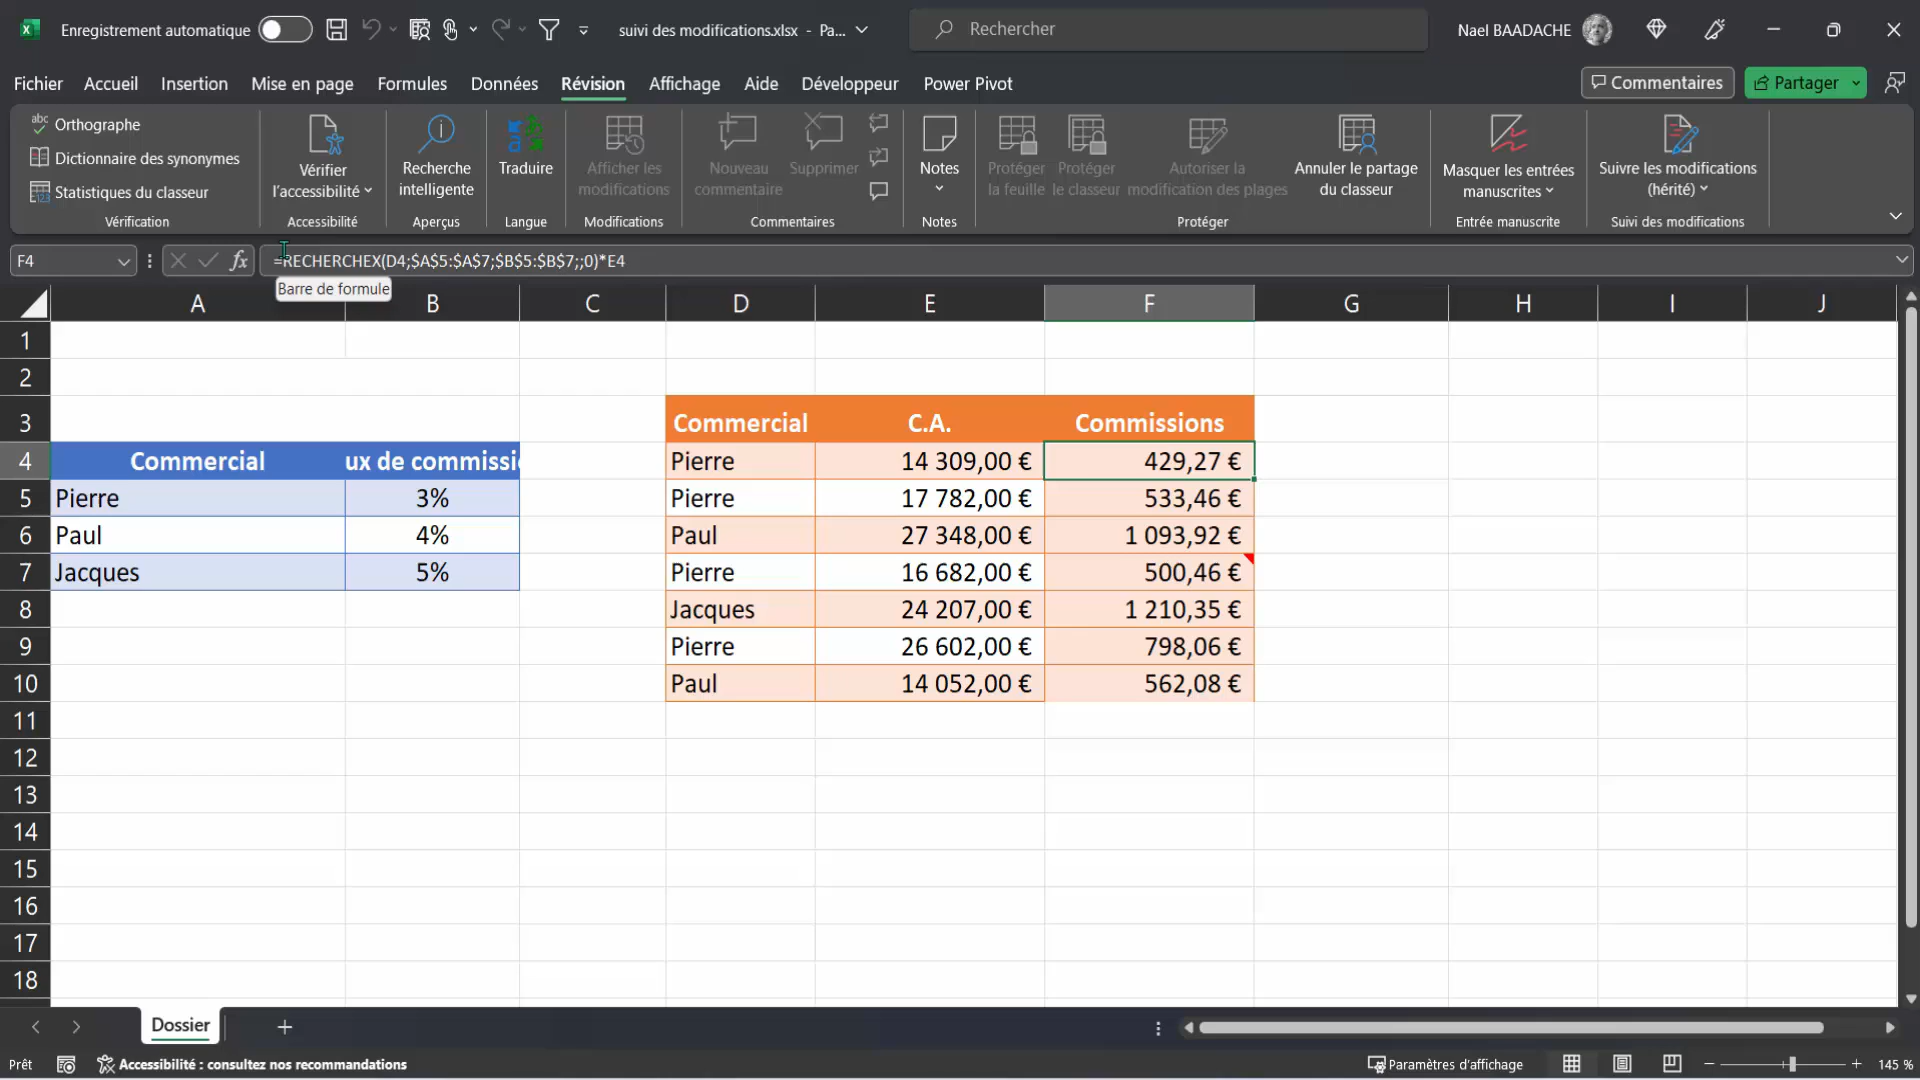 Enregistrement automatique
suivi des modifications.xlsx - Pa...
Rechercher
Nael BAADACHE
Fichier Accueil Insertion Mise en page Formules Données Révision Affichage Aide Développeur Power Pivot
Commentaires
Partager
abc Orthographe
Dictionnaire des synonymes
Statistiques du classeur
Vérification
Vérifier
l'accessibilité
Accessibilité
Recherche
intelligente
Aperçus
Traduire
Langue
Afficher les
modifications
Modifications
Nouveau
commentaire
Supprimer
Commentaires
Notes
Notes
Protéger
la feuille
Protéger
le classeur
Autoriser la
modification des plages
Annuler le partage
du classeur
Protéger
Masquer les entrées
manuscrites
Entrée manuscrite
Suivre les modifications
(hérité)
Suivi des modifications
F4
fx
=RECHERCHEX(D4;$A$5:$A$7;$B$5:$B$7;;0)*E4
Barre de formule
A B C D E F G H I J
1
2
3 Commercial C.A. Commissions
4 Commercial ux de commissi Pierre 14 309,00 € 429,27 €
5 Pierre 3% Pierre 17 782,00 € 533,46 €
6 Paul 4% Paul 27 348,00 € 1 093,92 €
7 Jacques 5% Pierre 16 682,00 € 500,46 €
8 Jacques 24 207,00 € 1 210,35 €
9 Pierre 26 602,00 € 798,06 €
10 Paul 14 052,00 € 562,08 €
11
12
13
14
15
16
17
18
Dossier
Prêt
Accessibilité : consultez nos recommandations
Paramètres d'affichage
145 %